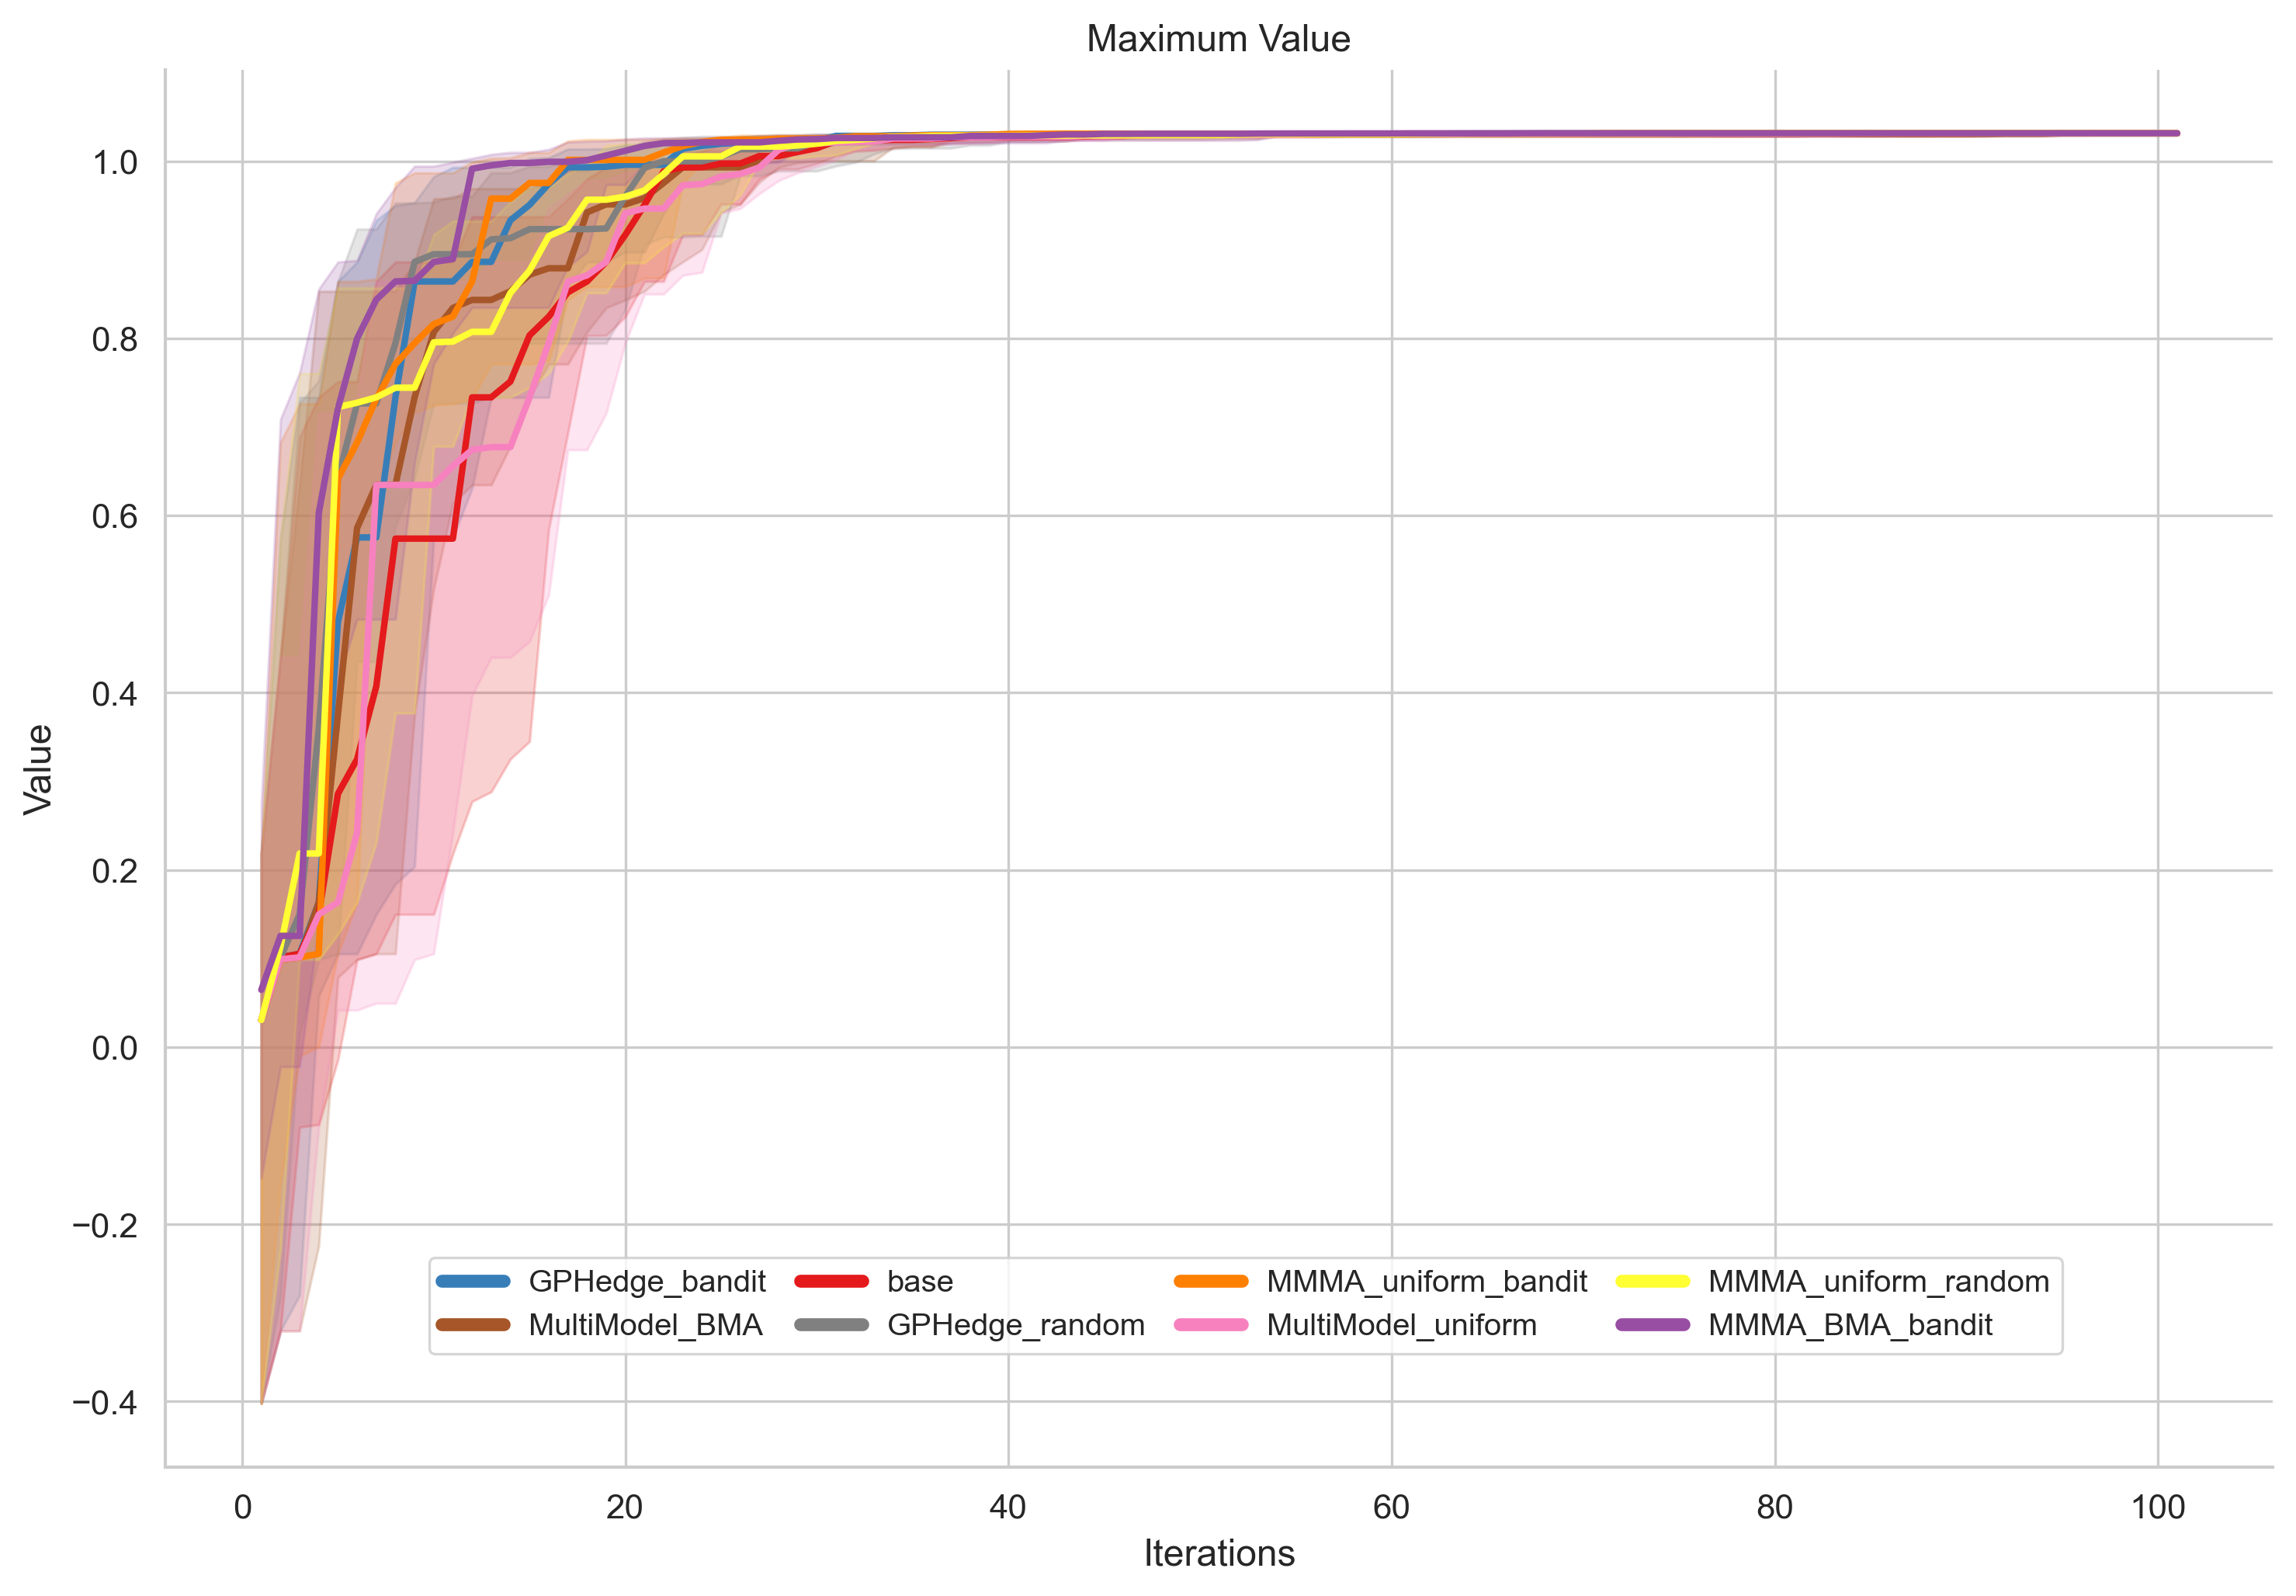 Maximum Value
1.0
0.8
0.6
0.4
0.2
0.0
−0.2
−0.4
Value
GPHedge_bandit base MMMA_uniform_bandit MMMA_uniform_random
MultiModel_BMA GPHedge_random MultiModel_uniform MMMA_BMA_bandit
0 20 40 60 80 100
Iterations